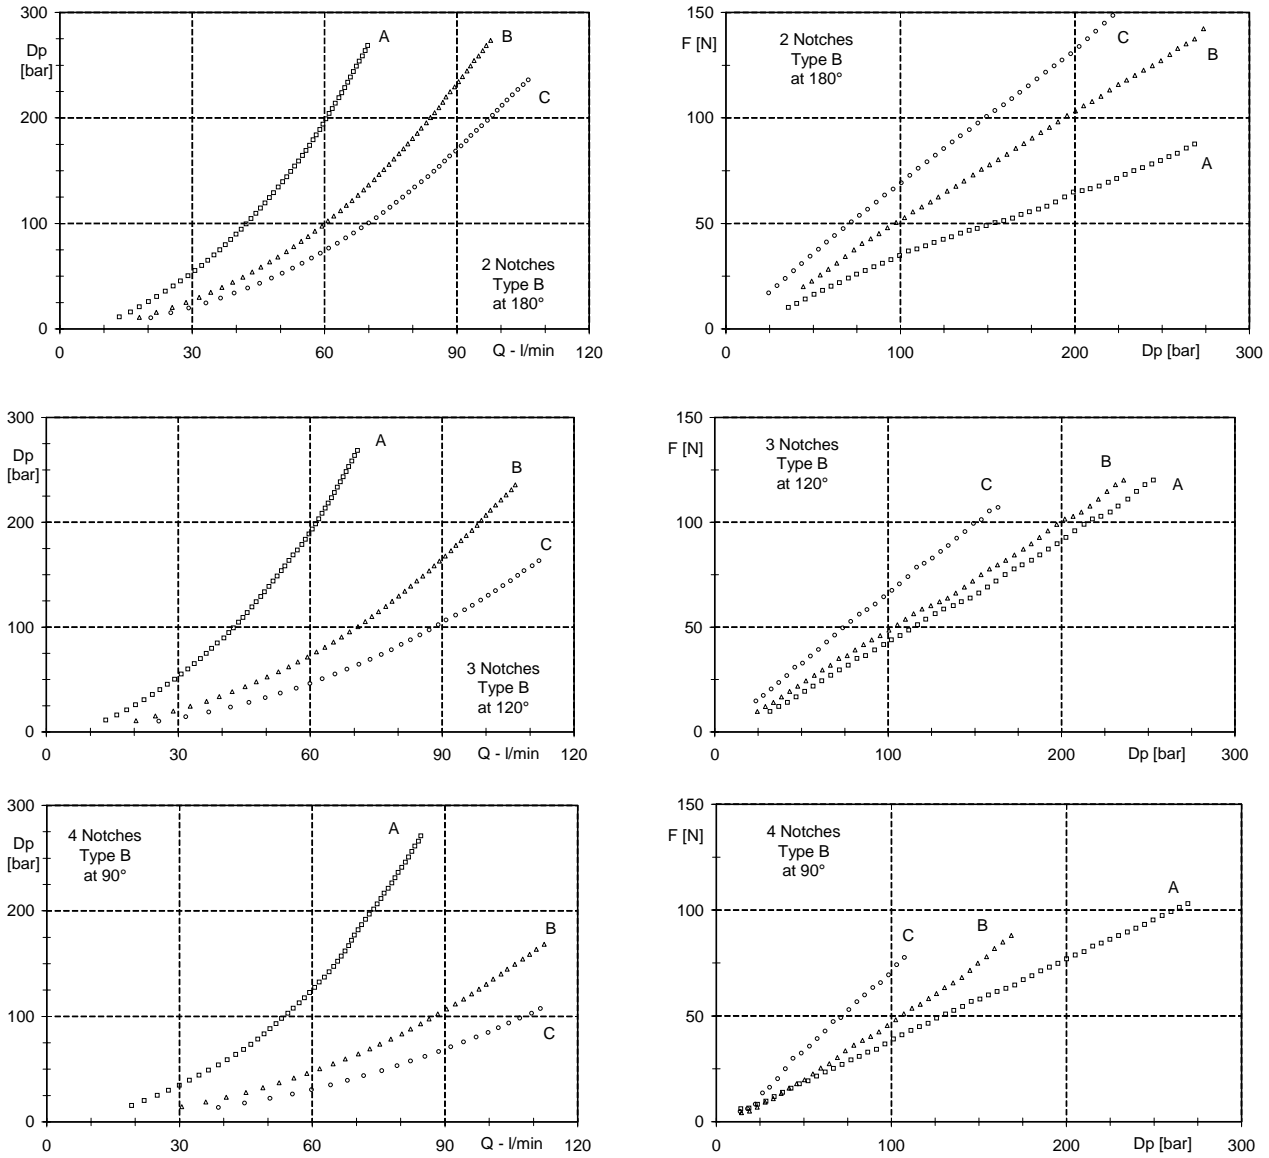 300
Dp
[bar]
200
100
0
0
30
60
90
Q - l/min
120
A
B
C
2 Notches
Type B
at 180°
150
F [N]
100
50
0
0
100
200
Dp [bar]
300
2 Notches
Type B
at 180°
C
B
A
300
Dp
[bar]
200
100
0
0
30
60
90
Q - l/min
120
A
B
C
3 Notches
Type B
at 120°
150
F [N]
100
50
0
0
100
200
Dp [bar]
300
3 Notches
Type B
at 120°
C
B
A
300
Dp
[bar]
200
100
0
0
30
60
90
Q - l/min
120
4 Notches
Type B
at 90°
A
B
C
150
F [N]
100
50
0
0
100
200
Dp [bar]
300
4 Notches
Type B
at 90°
A
B
C